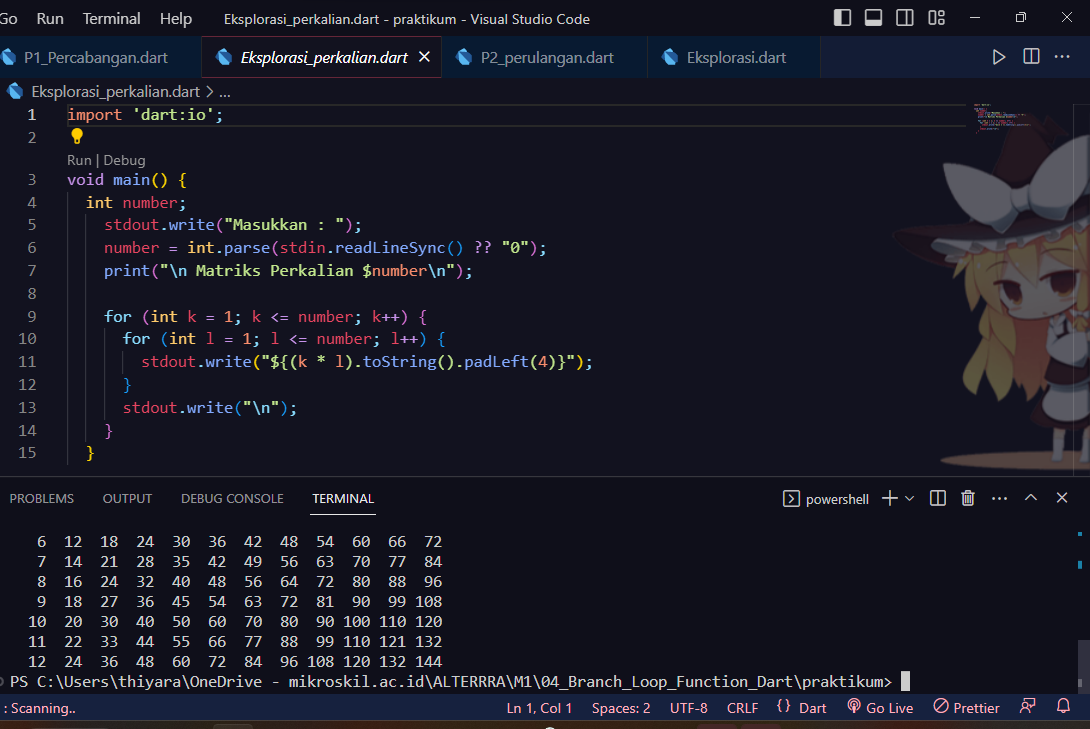 Go Run Terminal Help Eksplorasi_perkalian.dart - praktikum - Visual Studio Code
P1_Percabangan.dart Eksplorasi_perkalian.dart P2_perulangan.dart Eksplorasi.dart
Eksplorasi_perkalian.dart > ...
1 import 'dart:io';
2
Run | Debug
3 void main() {
4 int number;
5 stdout.write("Masukkan : ");
6 number = int.parse(stdin.readLineSync() ?? "0");
7 print("\n Matriks Perkalian $number\n");
8
9 for (int k = 1; k <= number; k++) {
10 for (int l = 1; l <= number; l++) {
11 stdout.write("${(k * l).toString().padLeft(4)}");
12 }
13 stdout.write("\n");
14 }
15 }
PROBLEMS OUTPUT DEBUG CONSOLE TERMINAL powershell
6 12 18 24 30 36 42 48 54 60 66 72
7 14 21 28 35 42 49 56 63 70 77 84
8 16 24 32 40 48 56 64 72 80 88 96
9 18 27 36 45 54 63 72 81 90 99 108
10 20 30 40 50 60 70 80 90 100 110 120
11 22 33 44 55 66 77 88 99 110 121 132
12 24 36 48 60 72 84 96 108 120 132 144
PS C:\Users\thiyara\OneDrive - mikroskil.ac.id\ALTERRRA\M1\04_Branch_Loop_Function_Dart\praktikum>
: Scanning.. Ln 1, Col 1 Spaces: 2 UTF-8 CRLF {} Dart Go Live Prettier